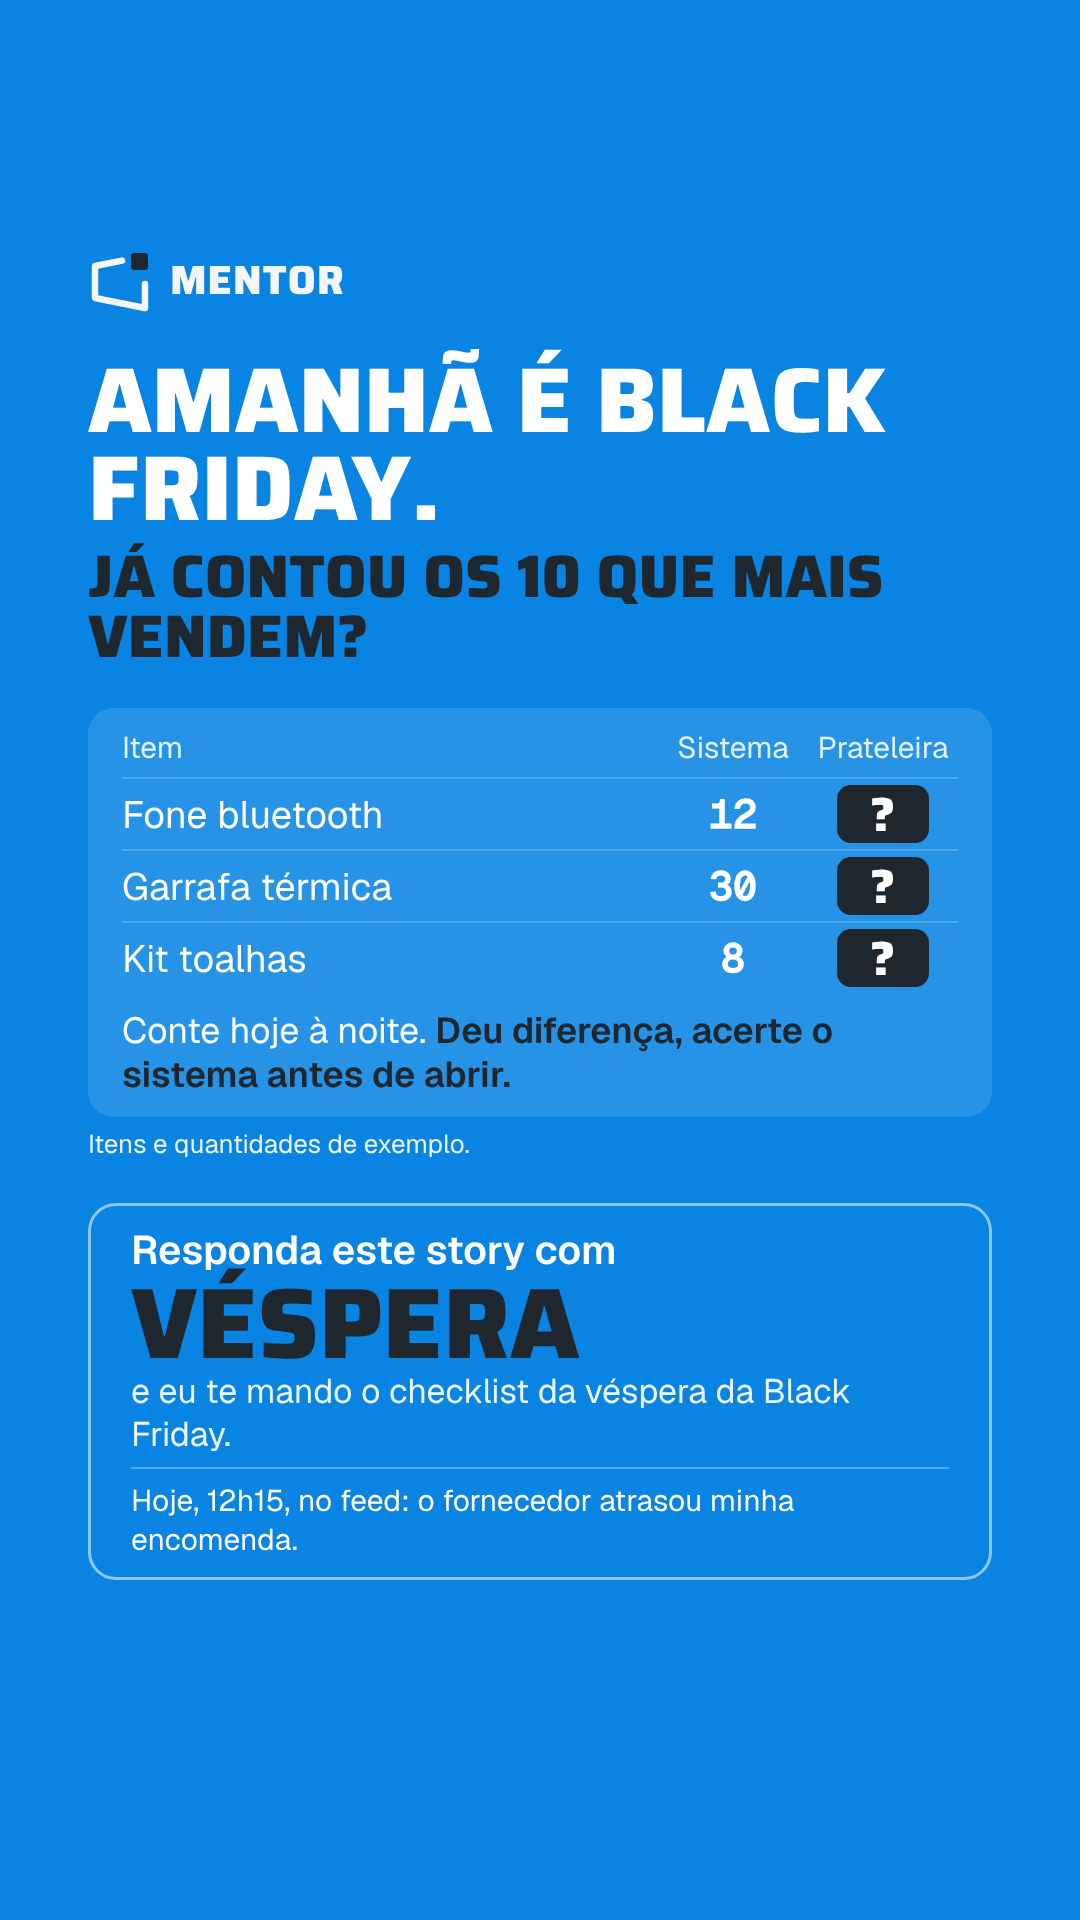 MENTOR
AMANHÃ É BLACK
FRIDAY.
JÁ CONTOU OS 10 QUE MAIS
VENDEM?
Item Sistema Prateleira
Fone bluetooth 12 ?
Garrafa térmica 30 ?
Kit toalhas 8 ?
Conte hoje à noite. Deu diferença, acerte o
sistema antes de abrir.
Itens e quantidades de exemplo.
Responda este story com
VÉSPERA
e eu te mando o checklist da véspera da Black
Friday.
Hoje, 12h15, no feed: o fornecedor atrasou minha
encomenda.